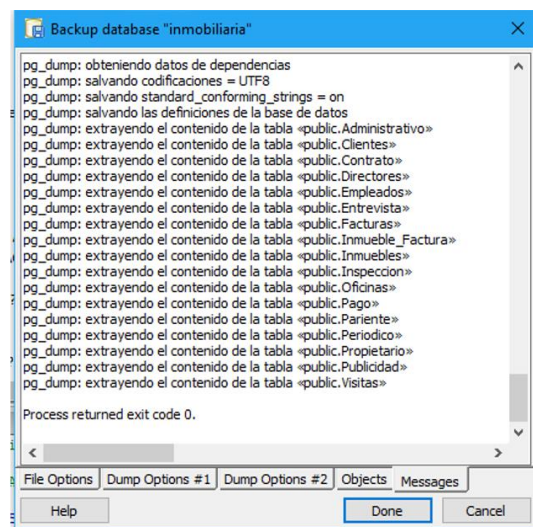 Backup database "inmobiliaria"
pg_dump: obteniendo datos de dependencias
pg_dump: salvando codificaciones = UTF8
pg_dump: salvando standard_conforming_strings = on
pg_dump: salvando las definiciones de la base de datos
pg_dump: extrayendo el contenido de la tabla «public.Administrativo»
pg_dump: extrayendo el contenido de la tabla «public.Clientes»
pg_dump: extrayendo el contenido de la tabla «public.Contrato»
pg_dump: extrayendo el contenido de la tabla «public.Directores»
pg_dump: extrayendo el contenido de la tabla «public.Empleados»
pg_dump: extrayendo el contenido de la tabla «public.Entrevista»
pg_dump: extrayendo el contenido de la tabla «public.Facturas»
pg_dump: extrayendo el contenido de la tabla «public.Inmueble_Factura»
pg_dump: extrayendo el contenido de la tabla «public.Inmuebles»
pg_dump: extrayendo el contenido de la tabla «public.Inspeccion»
pg_dump: extrayendo el contenido de la tabla «public.Oficinas»
pg_dump: extrayendo el contenido de la tabla «public.Pago»
pg_dump: extrayendo el contenido de la tabla «public.Pariente»
pg_dump: extrayendo el contenido de la tabla «public.Periodico»
pg_dump: extrayendo el contenido de la tabla «public.Propietario»
pg_dump: extrayendo el contenido de la tabla «public.Publicidad»
pg_dump: extrayendo el contenido de la tabla «public.Visitas»
Process returned exit code 0.
File Options Dump Options #1 Dump Options #2 Objects Messages
Help Done Cancel